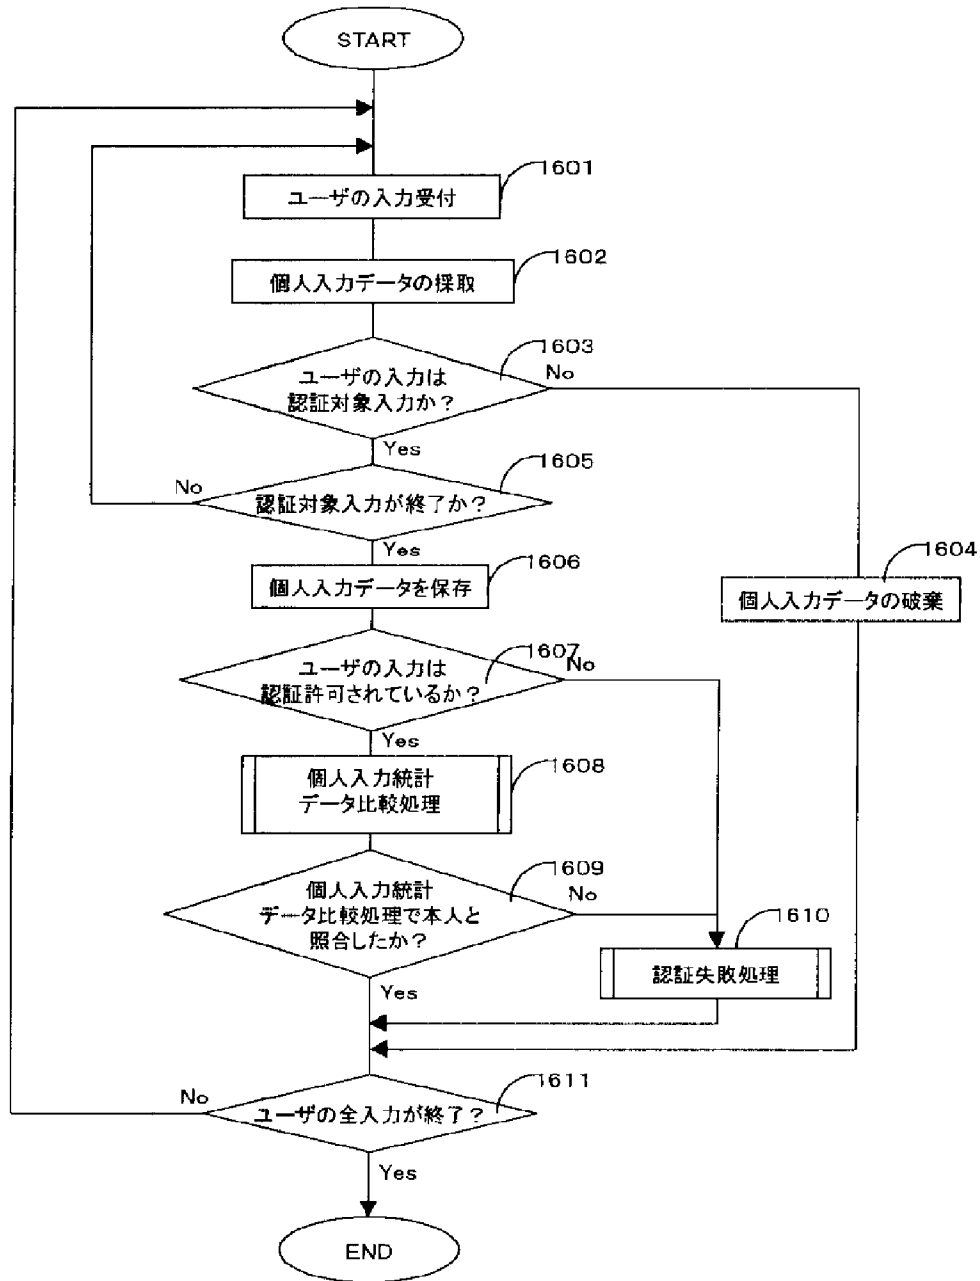 START
1601
ユーザの入力受付
1602
個人入力データの採取
1603
ユーザの入力は
認証対象入力か？
No
Yes
1605
認証対象入力が終了か？
No
Yes
1606
個人入力データを保存
1604
個人入力データの破棄
1607
ユーザの入力は
認証許可されているか？
No
Yes
1608
個人入力統計
データ比較処理
1609
個人入力統計
データ比較処理で本人と
照合したか？
No
Yes
1610
認証失敗処理
1611
ユーザの全入力が終了？
No
Yes
END